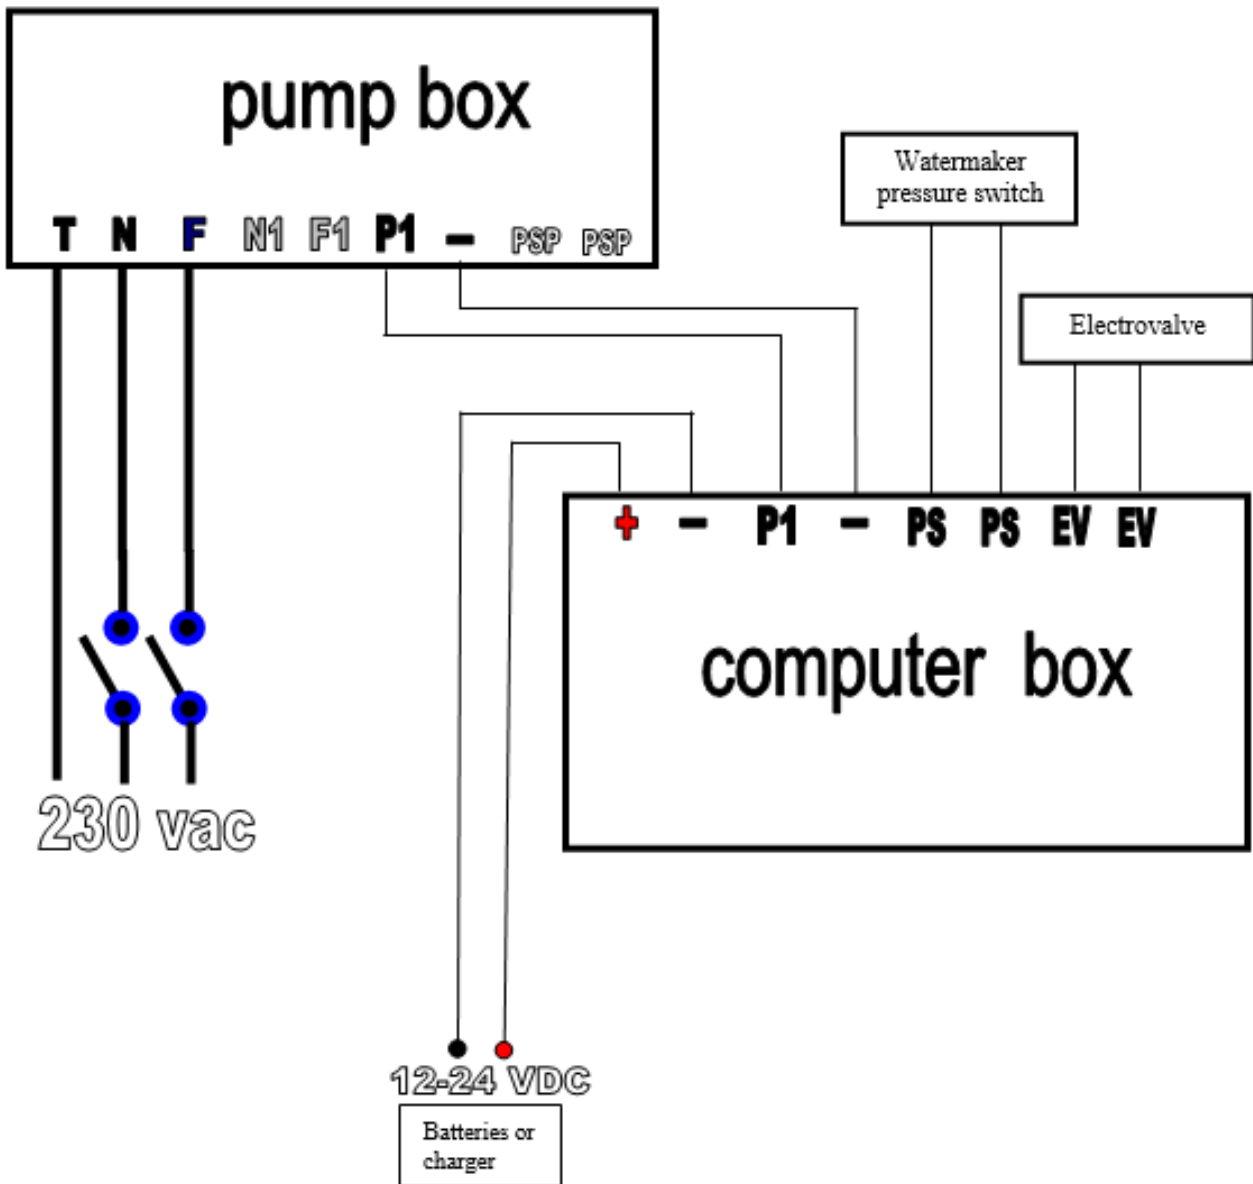 pump box
T N F N1 F1 P1 - PSP PSP
Watermaker
pressure switch
Electrovalve
+ - P1 - PS PS EV EV
computer box
230 vac
12-24 VDC
Batteries or
charger